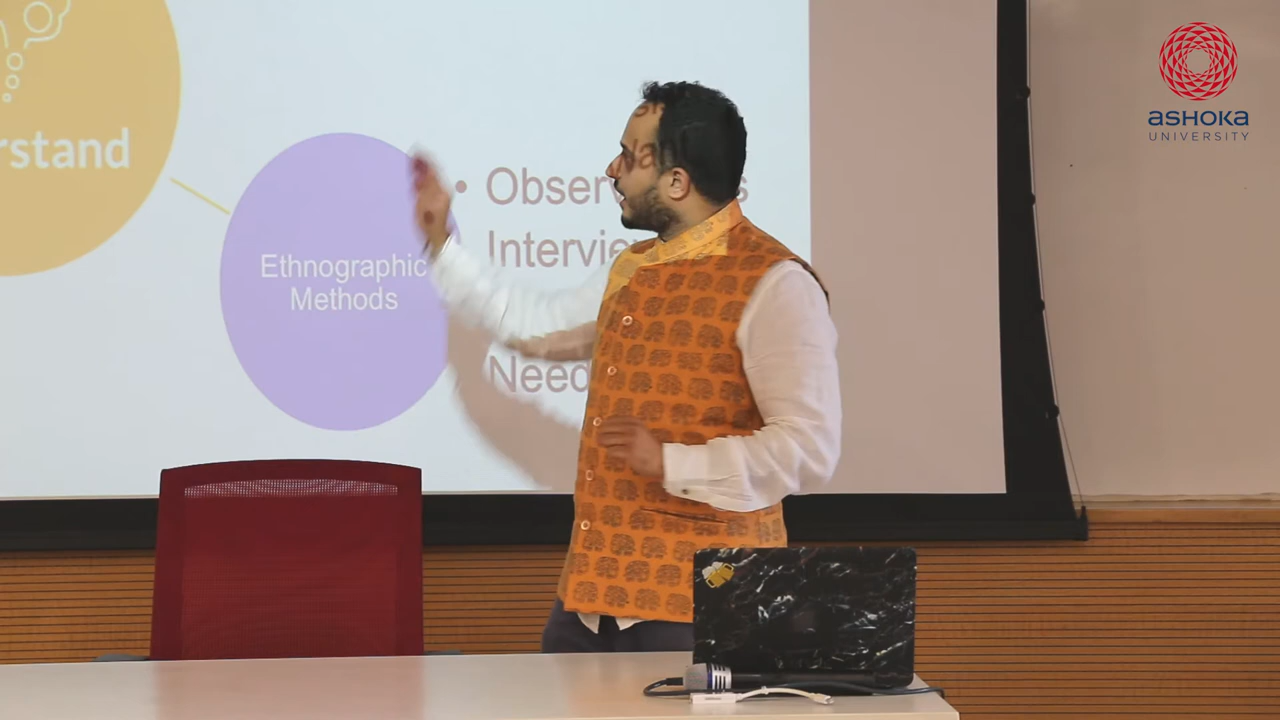 rstand
Ethnographic
Methods
• Obser s
Intervie
Need
ASHOKA
UNIVERSITY